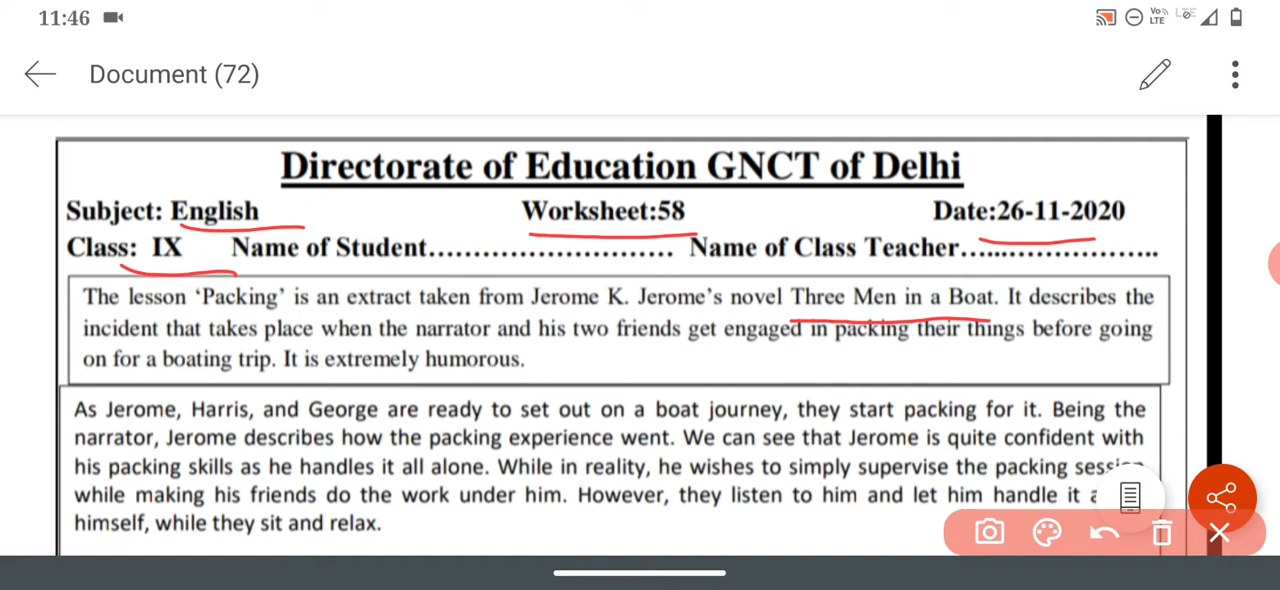 11:46 Vo LTE LTE
Document (72)
Directorate of Education GNCT of Delhi
Subject: English Worksheet:58 Date:26-11-2020
Class: IX Name of Student........................... Name of Class Teacher......................
The lesson ‘Packing’ is an extract taken from Jerome K. Jerome’s novel Three Men in a Boat. It describes the
incident that takes place when the narrator and his two friends get engaged in packing their things before going
on for a boating trip. It is extremely humorous.
As Jerome, Harris, and George are ready to set out on a boat journey, they start packing for it. Being the
narrator, Jerome describes how the packing experience went. We can see that Jerome is quite confident with
his packing skills as he handles it all alone. While in reality, he wishes to simply supervise the packing session
while making his friends do the work under him. However, they listen to him and let him handle it
himself, while they sit and relax.